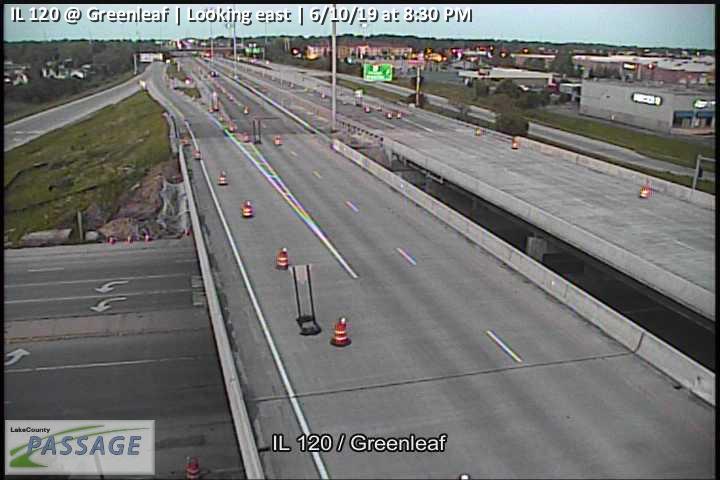 IL 120 @ Greenleaf | Looking east | 6/10/19 at 8:30 PM
LakeCounty
PASSAGE
IL 120 / Greenleaf